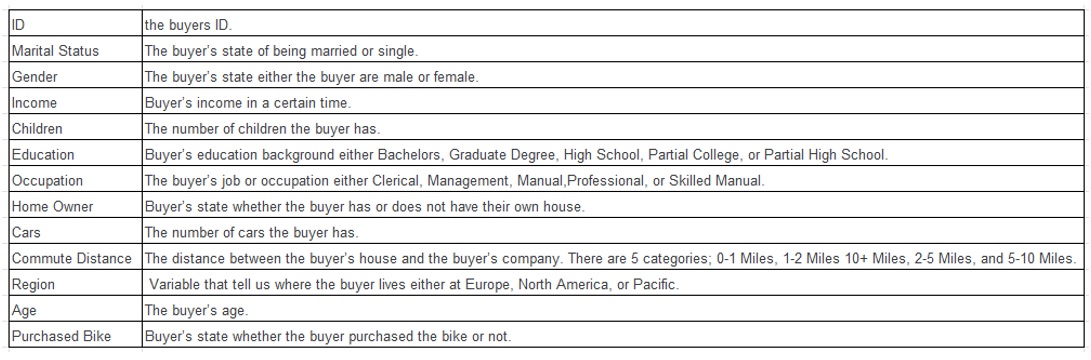 ID the buyers ID.
Marital Status The buyer's state of being married or single.
Gender The buyer's state either the buyer are male or female.
Income Buyer's income in a certain time.
Children The number of children the buyer has.
Education Buyer's education background either Bachelors, Graduate Degree, High School, Partial College, or Partial High School.
Occupation The buyer's job or occupation either Clerical, Management, Manual,Professional, or Skilled Manual.
Home Owner Buyer's state whether the buyer has or does not have their own house.
Cars The number of cars the buyer has.
Commute Distance The distance between the buyer's house and the buyer's company. There are 5 categories; 0-1 Miles, 1-2 Miles 10+ Miles, 2-5 Miles, and 5-10 Miles.
Region Variable that tell us where the buyer lives either at Europe, North America, or Pacific.
Age The buyer's age.
Purchased Bike Buyer's state whether the buyer purchased the bike or not.